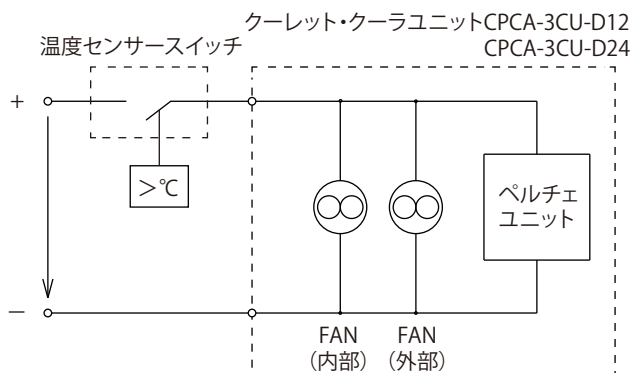 クーレット・クーラユニットCPCA-3CU-D12
CPCA-3CU-D24
温度センサースイッチ
+
>℃
ペルチェ
ユニット
−
FAN
(内部)
FAN
(外部)